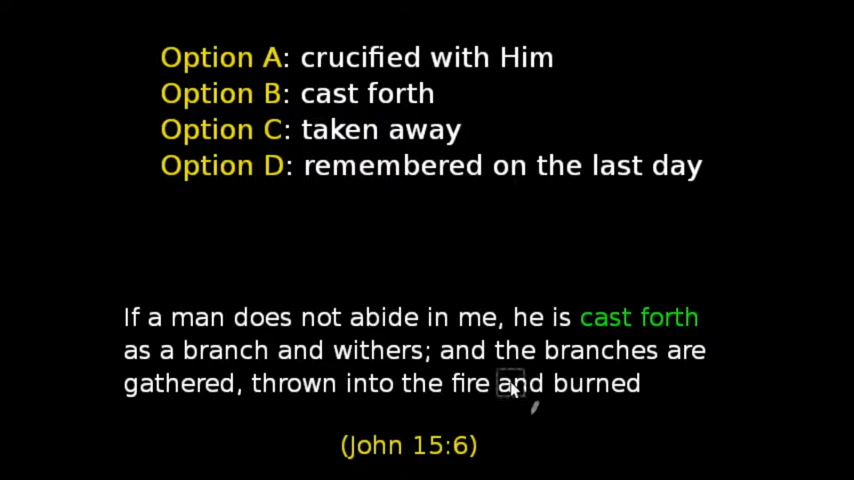 Option A: crucified with Him
Option B: cast forth
Option C: taken away
Option D: remembered on the last day
If a man does not abide in me, he is cast forth
as a branch and withers; and the branches are
gathered, thrown into the fire and burned
(John 15:6)